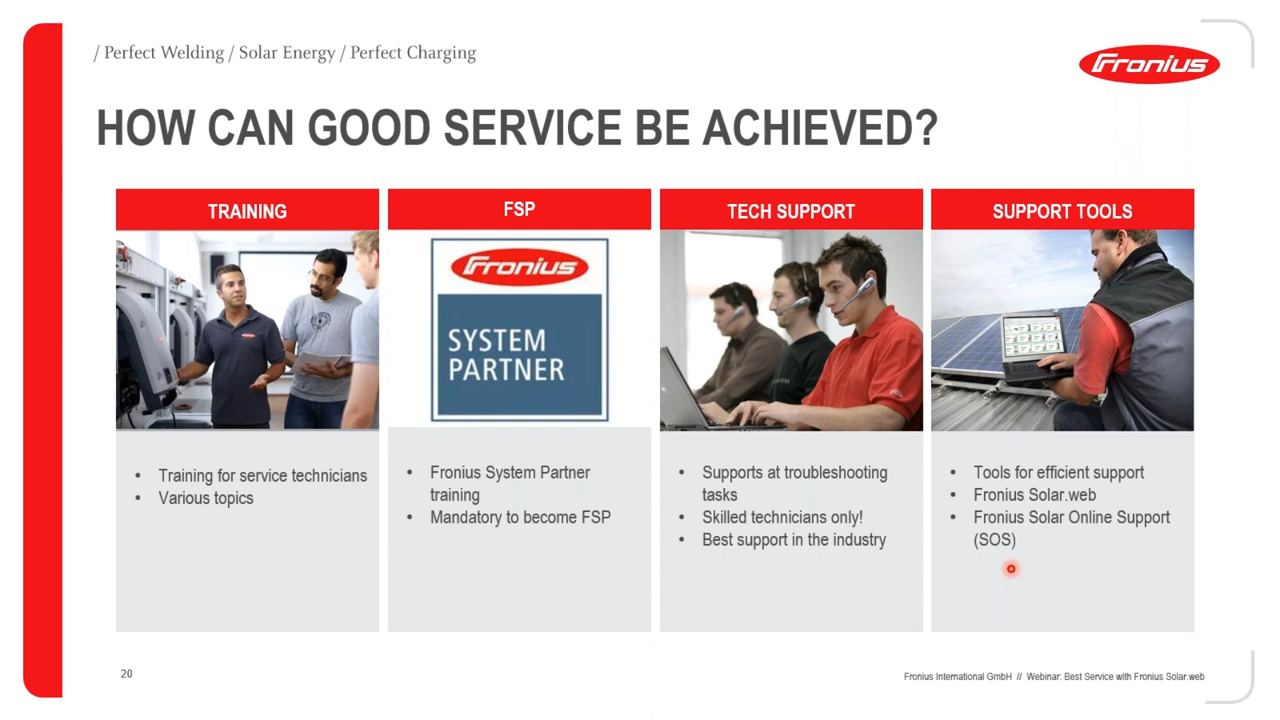 / Perfect Welding / Solar Energy / Perfect Charging
Fronius
HOW CAN GOOD SERVICE BE ACHIEVED?
TRAINING
• Training for service technicians
• Various topics
FSP
Fronius
SYSTEM
PARTNER
• Fronius System Partner
training
• Mandatory to become FSP
TECH SUPPORT
• Supports at troubleshooting
tasks
• Skilled technicians only!
• Best support in the industry
SUPPORT TOOLS
• Tools for efficient support
• Fronius Solar.web
• Fronius Solar Online Support
(SOS)
20
Fronius International GmbH // Webinar: Best Service with Fronius Solar.web